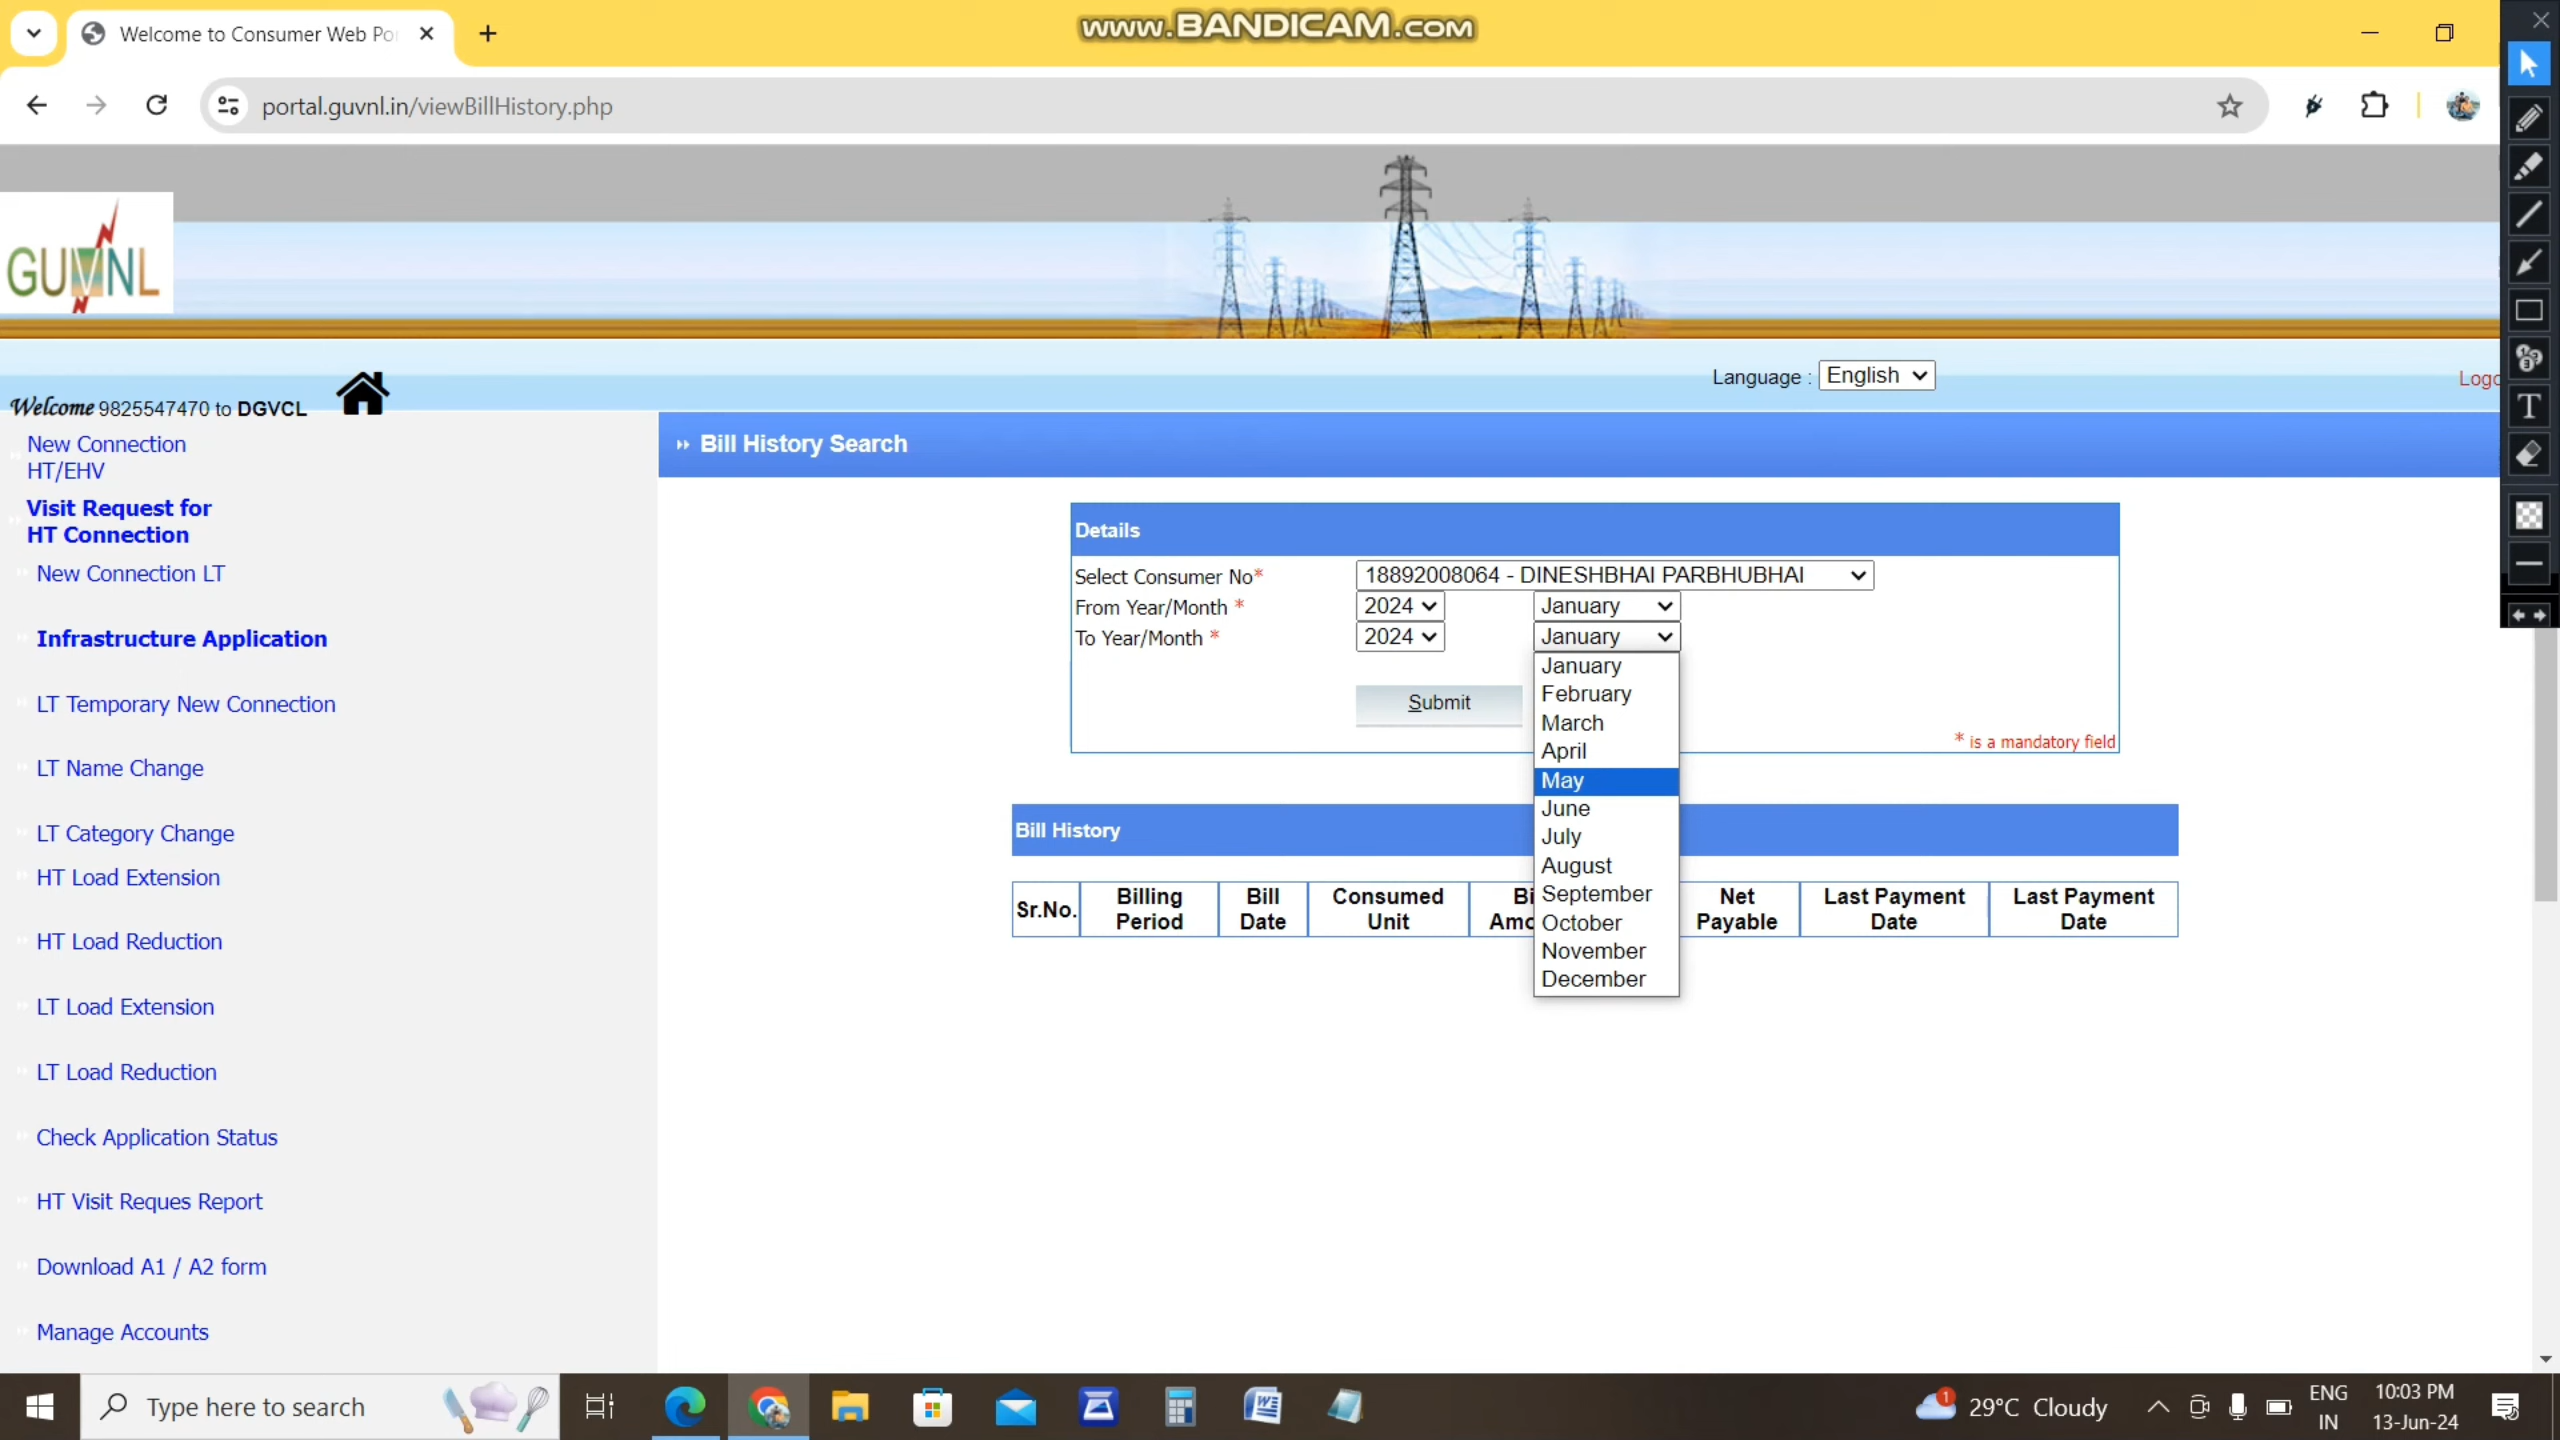 www.BANDICAM.com
Welcome to Consumer Web Po
portal.guvnl.in/viewBillHistory.php
GUVNL
Language : English
Logo
Welcome 9825547470 to DGVCL
New Connection
HT/EHV
Visit Request for
HT Connection
New Connection LT
Infrastructure Application
LT Temporary New Connection
LT Name Change
LT Category Change
HT Load Extension
HT Load Reduction
LT Load Extension
LT Load Reduction
Check Application Status
HT Visit Reques Report
Download A1 / A2 form
Manage Accounts
Bill History Search
Details
Select Consumer No* 18892008064 - DINESHBHAI PARBHUBHAI
From Year/Month * 2024 January
To Year/Month * 2024 January
January
February
March
April
May
June
July
August
September
October
November
December
Submit
* is a mandatory field
Bill History
Sr.No. Billing Period Bill Date Consumed Unit Bi Amo Net Payable Last Payment Date Last Payment Date
Type here to search
1
29°C Cloudy
ENG
IN
10:03 PM
13-Jun-24